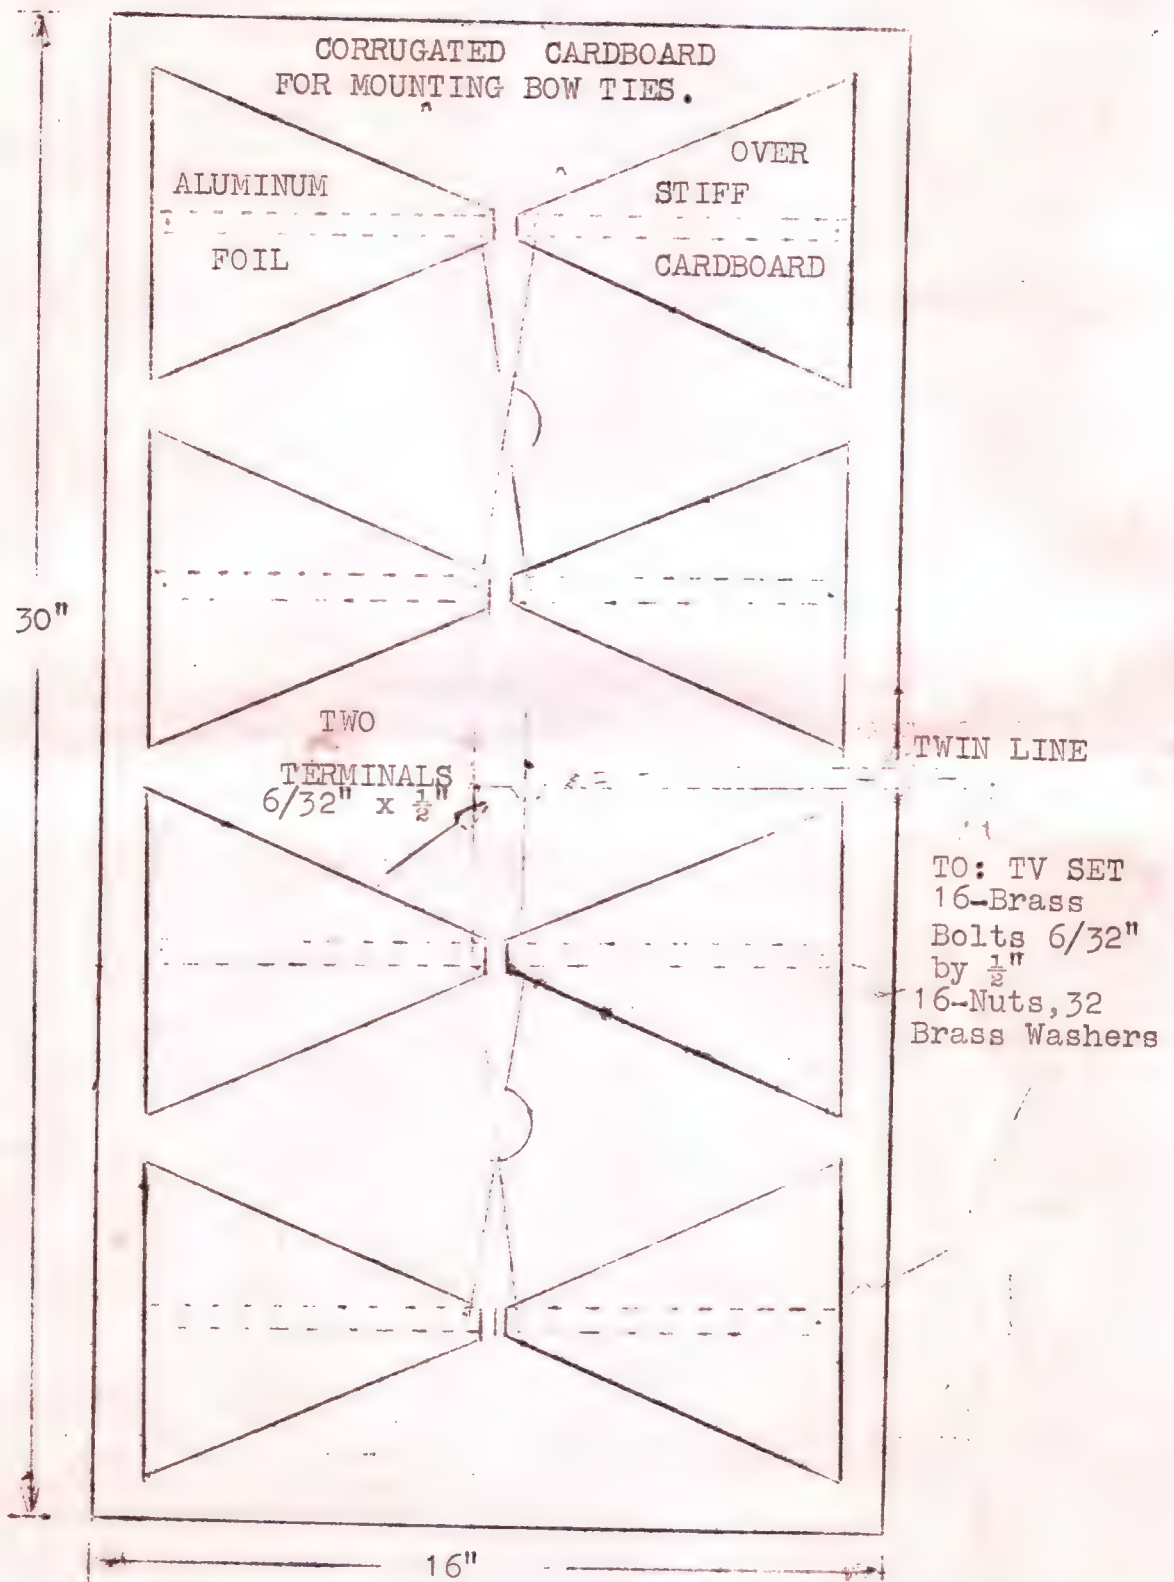 CORRUGATED CARDBOARD
FOR MOUNTING BOW TIES.
OVER
ALUMINUM
STIFF
FOIL
CARDBOARD
30"
TWO
TERMINALS
6/32" x ½"
TWIN LINE
TO: TV SET
16-Brass
Bolts 6/32"
by ½"
16-Nuts,32
Brass Washers
16"